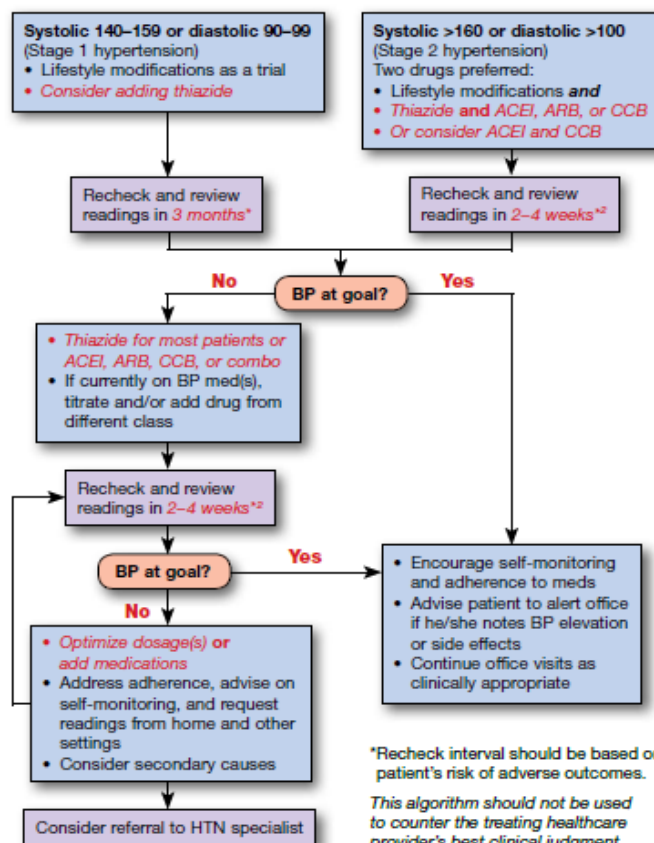 Systolic 140–159 or diastolic 90–99
(Stage 1 hypertension)
• Lifestyle modifications as a trial
• Consider adding thiazide
Systolic >160 or diastolic >100
(Stage 2 hypertension)
Two drugs preferred:
• Lifestyle modifications and
• Thiazide and ACEI, ARB, or CCB
• Or consider ACEI and CCB
Recheck and review
readings in 3 months*
Recheck and review
readings in 2–4 weeks*²
BP at goal?
No
Yes
• Thiazide for most patients or
ACEI, ARB, CCB, or combo
• If currently on BP med(s),
titrate and/or add drug from
different class
Recheck and review
readings in 2–4 weeks*²
BP at goal?
Yes
No
• Encourage self-monitoring
and adherence to meds
• Advise patient to alert office
if he/she notes BP elevation
or side effects
• Continue office visits as
clinically appropriate
• Optimize dosage(s) or
add medications
• Address adherence, advise on
self-monitoring, and request
readings from home and other
settings
• Consider secondary causes
Consider referral to HTN specialist
*Recheck interval should be based o
patient's risk of adverse outcomes.
This algorithm should not be used
to counter the treating healthcare
provider's best clinical judgment